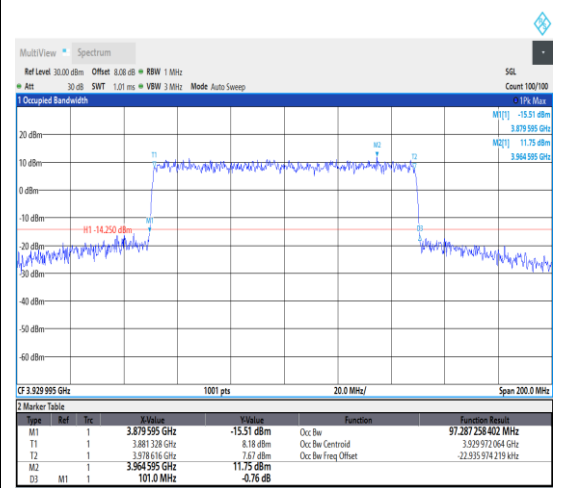 MultiView Spectrum
Ref Level 30.00 dBm Offset 8.08 dB RBW 1 MHz SGL
Att 30 dB SWT 1.01 ms VBW 3 MHz Mode Auto Sweep Count 100/100
1 Occupied Bandwidth 1Pk Max
M1[1] -15.51 dBm
3.879 595 GHz
M2[1] 11.75 dBm
3.964 595 GHz
20 dBm
M2
T1 T2
10 dBm
0 dBm
-10 dBm
M1
H1 -14.250 dBm D3
-20 dBm
-30 dBm
-40 dBm
-50 dBm
-60 dBm
CF 3.929 995 GHz 1001 pts 20.0 MHz/ Span 200.0 MHz
2 Marker Table
Type Ref Trc X-Value Y-Value Function Function Result
M1 1 3.879 595 GHz -15.51 dBm Occ Bw 97.287 258 402 MHz
T1 1 3.881 328 GHz 8.18 dBm Occ Bw Centroid 3.929 972 064 GHz
T2 1 3.978 616 GHz 7.67 dBm Occ Bw Freq Offset -22.935 974 219 kHz
M2 1 3.964 595 GHz 11.75 dBm
D3 M1 1 101.0 MHz -0.76 dB